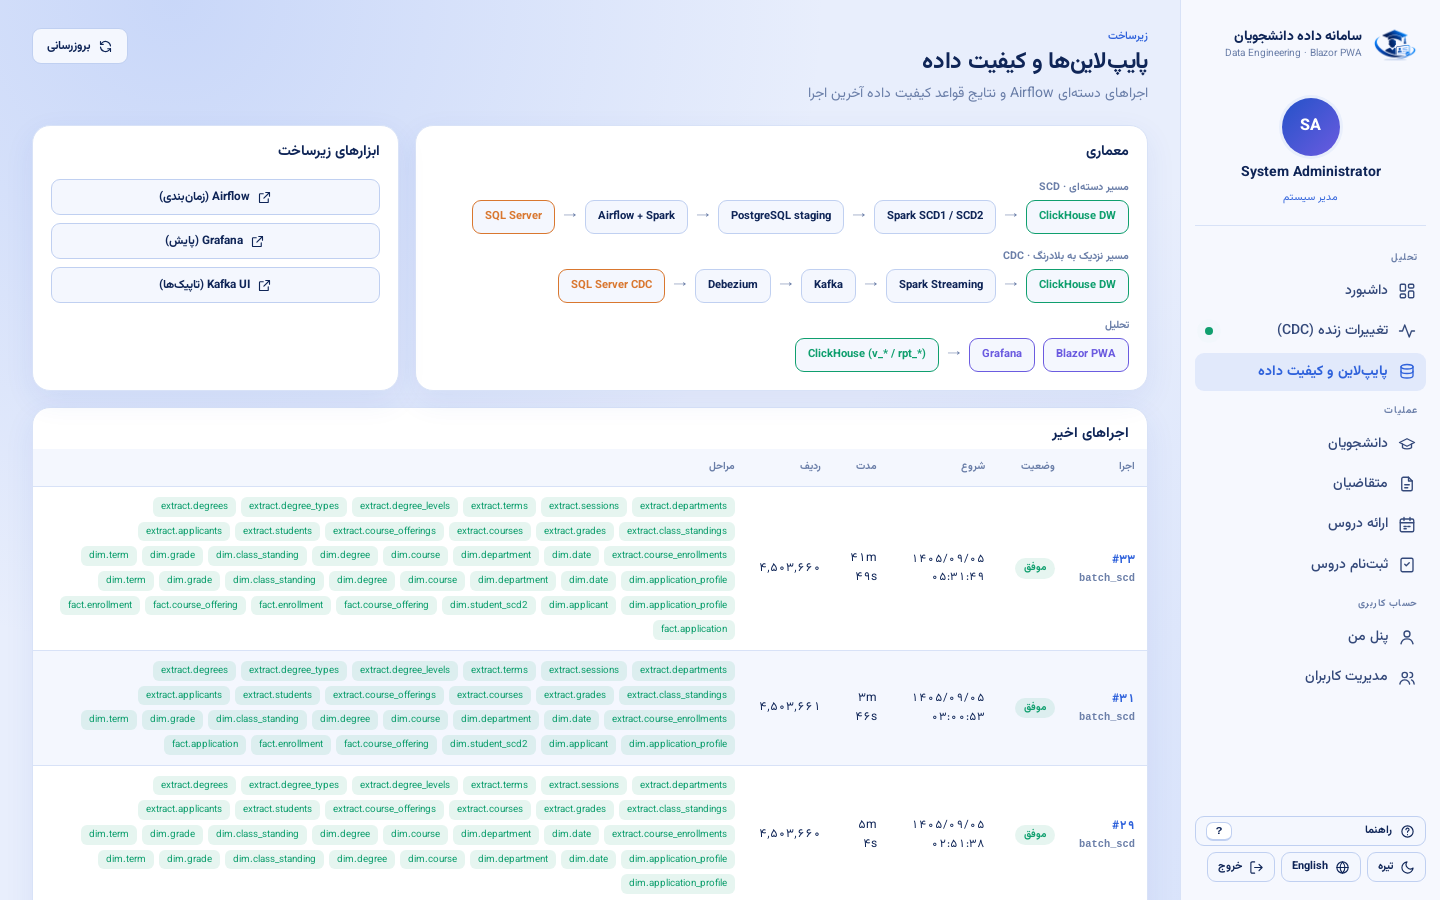 سامانه داده دانشجویان
Data Engineering · Blazor PWA
SA
System Administrator
مدیر سیستم
تحلیل
داشبورد
تغییرات زنده (CDC)
پایپ‌لاین و کیفیت داده
عملیات
دانشجویان
متقاضیان
ارائه دروس
ثبت‌نام دروس
حساب کاربری
پنل من
مدیریت کاربران
راهنما ?
تیره English خروج
زیرساخت
پایپ‌لاین‌ها و کیفیت داده
اجراهای دسته‌ای Airflow و نتایج قواعد کیفیت داده آخرین اجرا
بروزرسانی
معماری
مسیر دسته‌ای · SCD
SQL Server → Airflow + Spark → PostgreSQL staging → Spark SCD1 / SCD2 → ClickHouse DW
مسیر نزدیک به بلادرنگ · CDC
SQL Server CDC → Debezium → Kafka → Spark Streaming → ClickHouse DW
تحلیل
ClickHouse (v_* / rpt_*) → Grafana Blazor PWA
ابزارهای زیرساخت
Airflow (زمان‌بندی)
Grafana (پایش)
Kafka UI (تاپیک‌ها)
اجراهای اخیر
اجرا وضعیت شروع مدت ردیف مراحل
#۳۳
batch_scd
موفق
۱۴۰۵/۰۹/۰۵
۰۵:۳۱:۴۹
۴۱m
۴۹s
۴,۵۰۳,۶۶۰
extract.departments extract.sessions extract.terms extract.degree_levels extract.degree_types extract.degrees
extract.class_standings extract.grades extract.courses extract.course_offerings extract.students extract.applicants
extract.course_enrollments dim.date dim.department dim.course dim.degree dim.class_standing dim.grade dim.term
dim.application_profile dim.date dim.department dim.course dim.degree dim.class_standing dim.grade dim.term
dim.application_profile dim.applicant dim.student_scd2 fact.course_offering fact.enrollment fact.course_offering fact.enrollment
fact.application
#۳۱
batch_scd
موفق
۱۴۰۵/۰۹/۰۵
۰۳:۰۰:۵۳
۳m
۴۶s
۴,۵۰۳,۶۶۱
extract.departments extract.sessions extract.terms extract.degree_levels extract.degree_types extract.degrees
extract.class_standings extract.grades extract.courses extract.course_offerings extract.students extract.applicants
extract.course_enrollments dim.date dim.department dim.course dim.degree dim.class_standing dim.grade dim.term
dim.application_profile dim.applicant dim.student_scd2 fact.course_offering fact.enrollment fact.application
#۲۹
batch_scd
موفق
۱۴۰۵/۰۹/۰۵
۰۲:۵۱:۳۸
۵m
۴s
۴,۵۰۳,۶۶۰
extract.departments extract.sessions extract.terms extract.degree_levels extract.degree_types extract.degrees
extract.class_standings extract.grades extract.courses extract.course_offerings extract.students extract.applicants
extract.course_enrollments dim.date dim.department dim.course dim.degree dim.class_standing dim.grade dim.term
dim.application_profile dim.date dim.department dim.course dim.degree dim.class_standing dim.grade dim.term
dim.application_profile